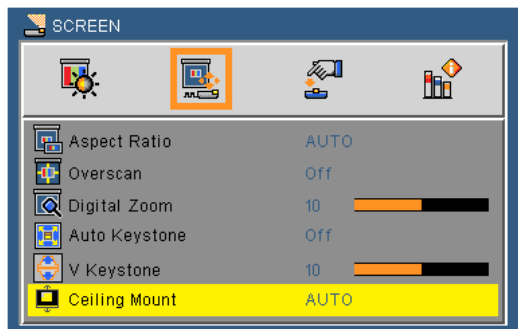 SCREEN
Aspect Ratio AUTO
Overscan Off
Digital Zoom 10
Auto Keystone Off
V Keystone 10
Ceiling Mount AUTO